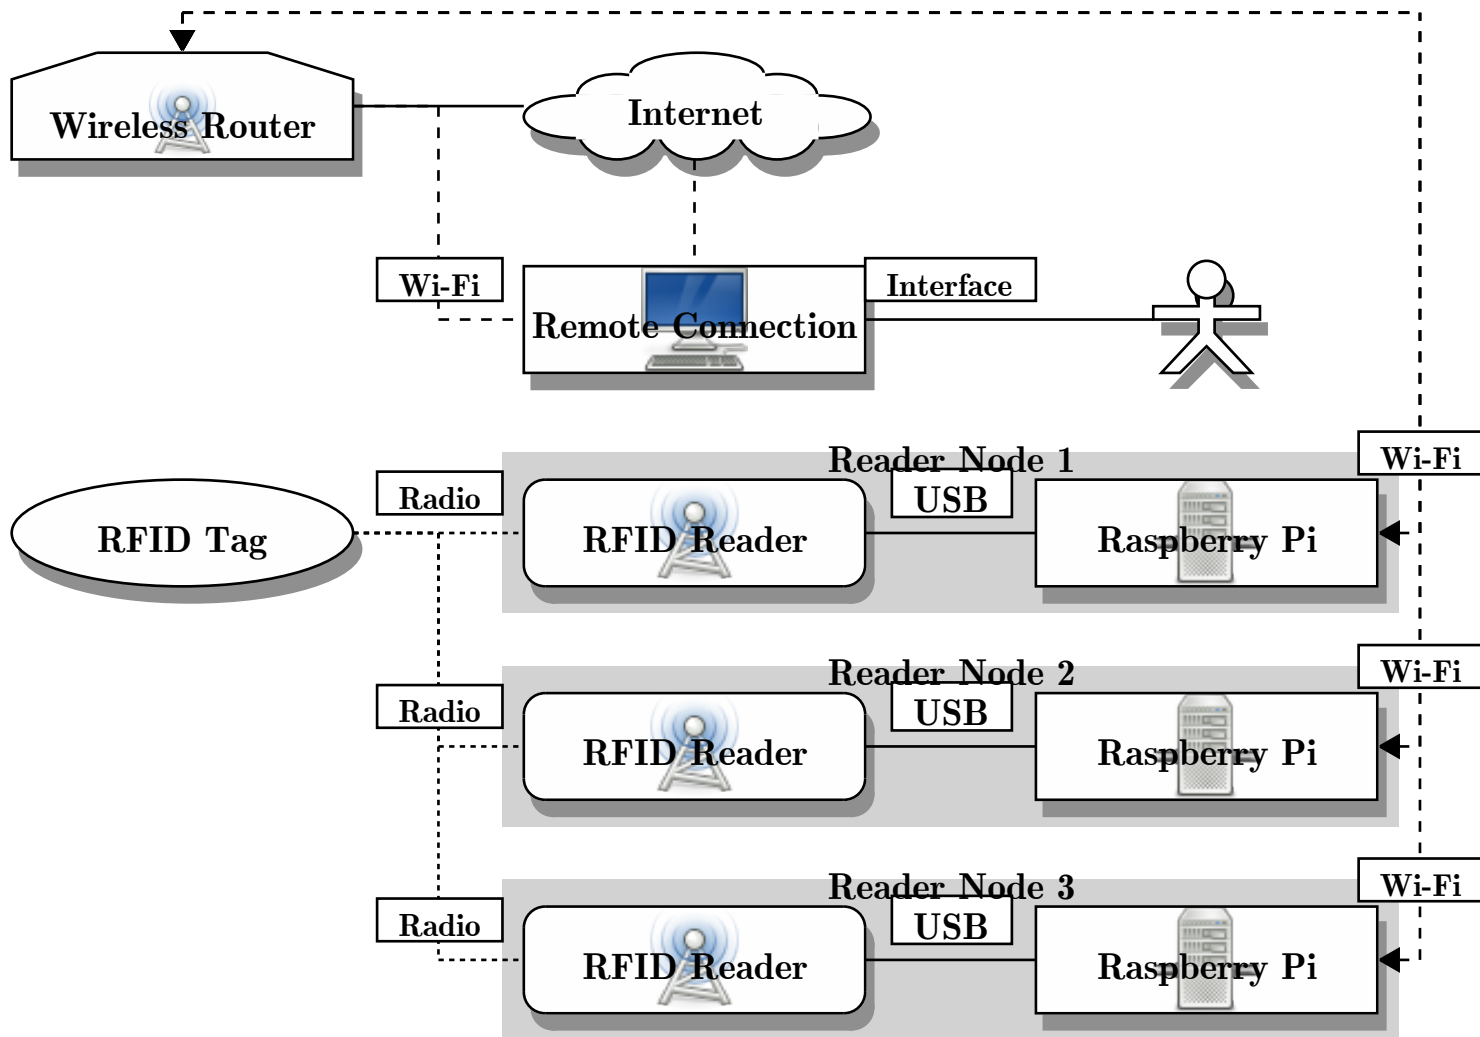 Wireless Router
Internet
Wi-Fi
Remote Connection
Interface
Reader Node 1
Wi-Fi
Radio
USB
RFID Tag
RFID Reader
Raspberry Pi
Reader Node 2
Wi-Fi
Radio
USB
RFID Reader
Raspberry Pi
Reader Node 3
Wi-Fi
Radio
USB
RFID Reader
Raspberry Pi